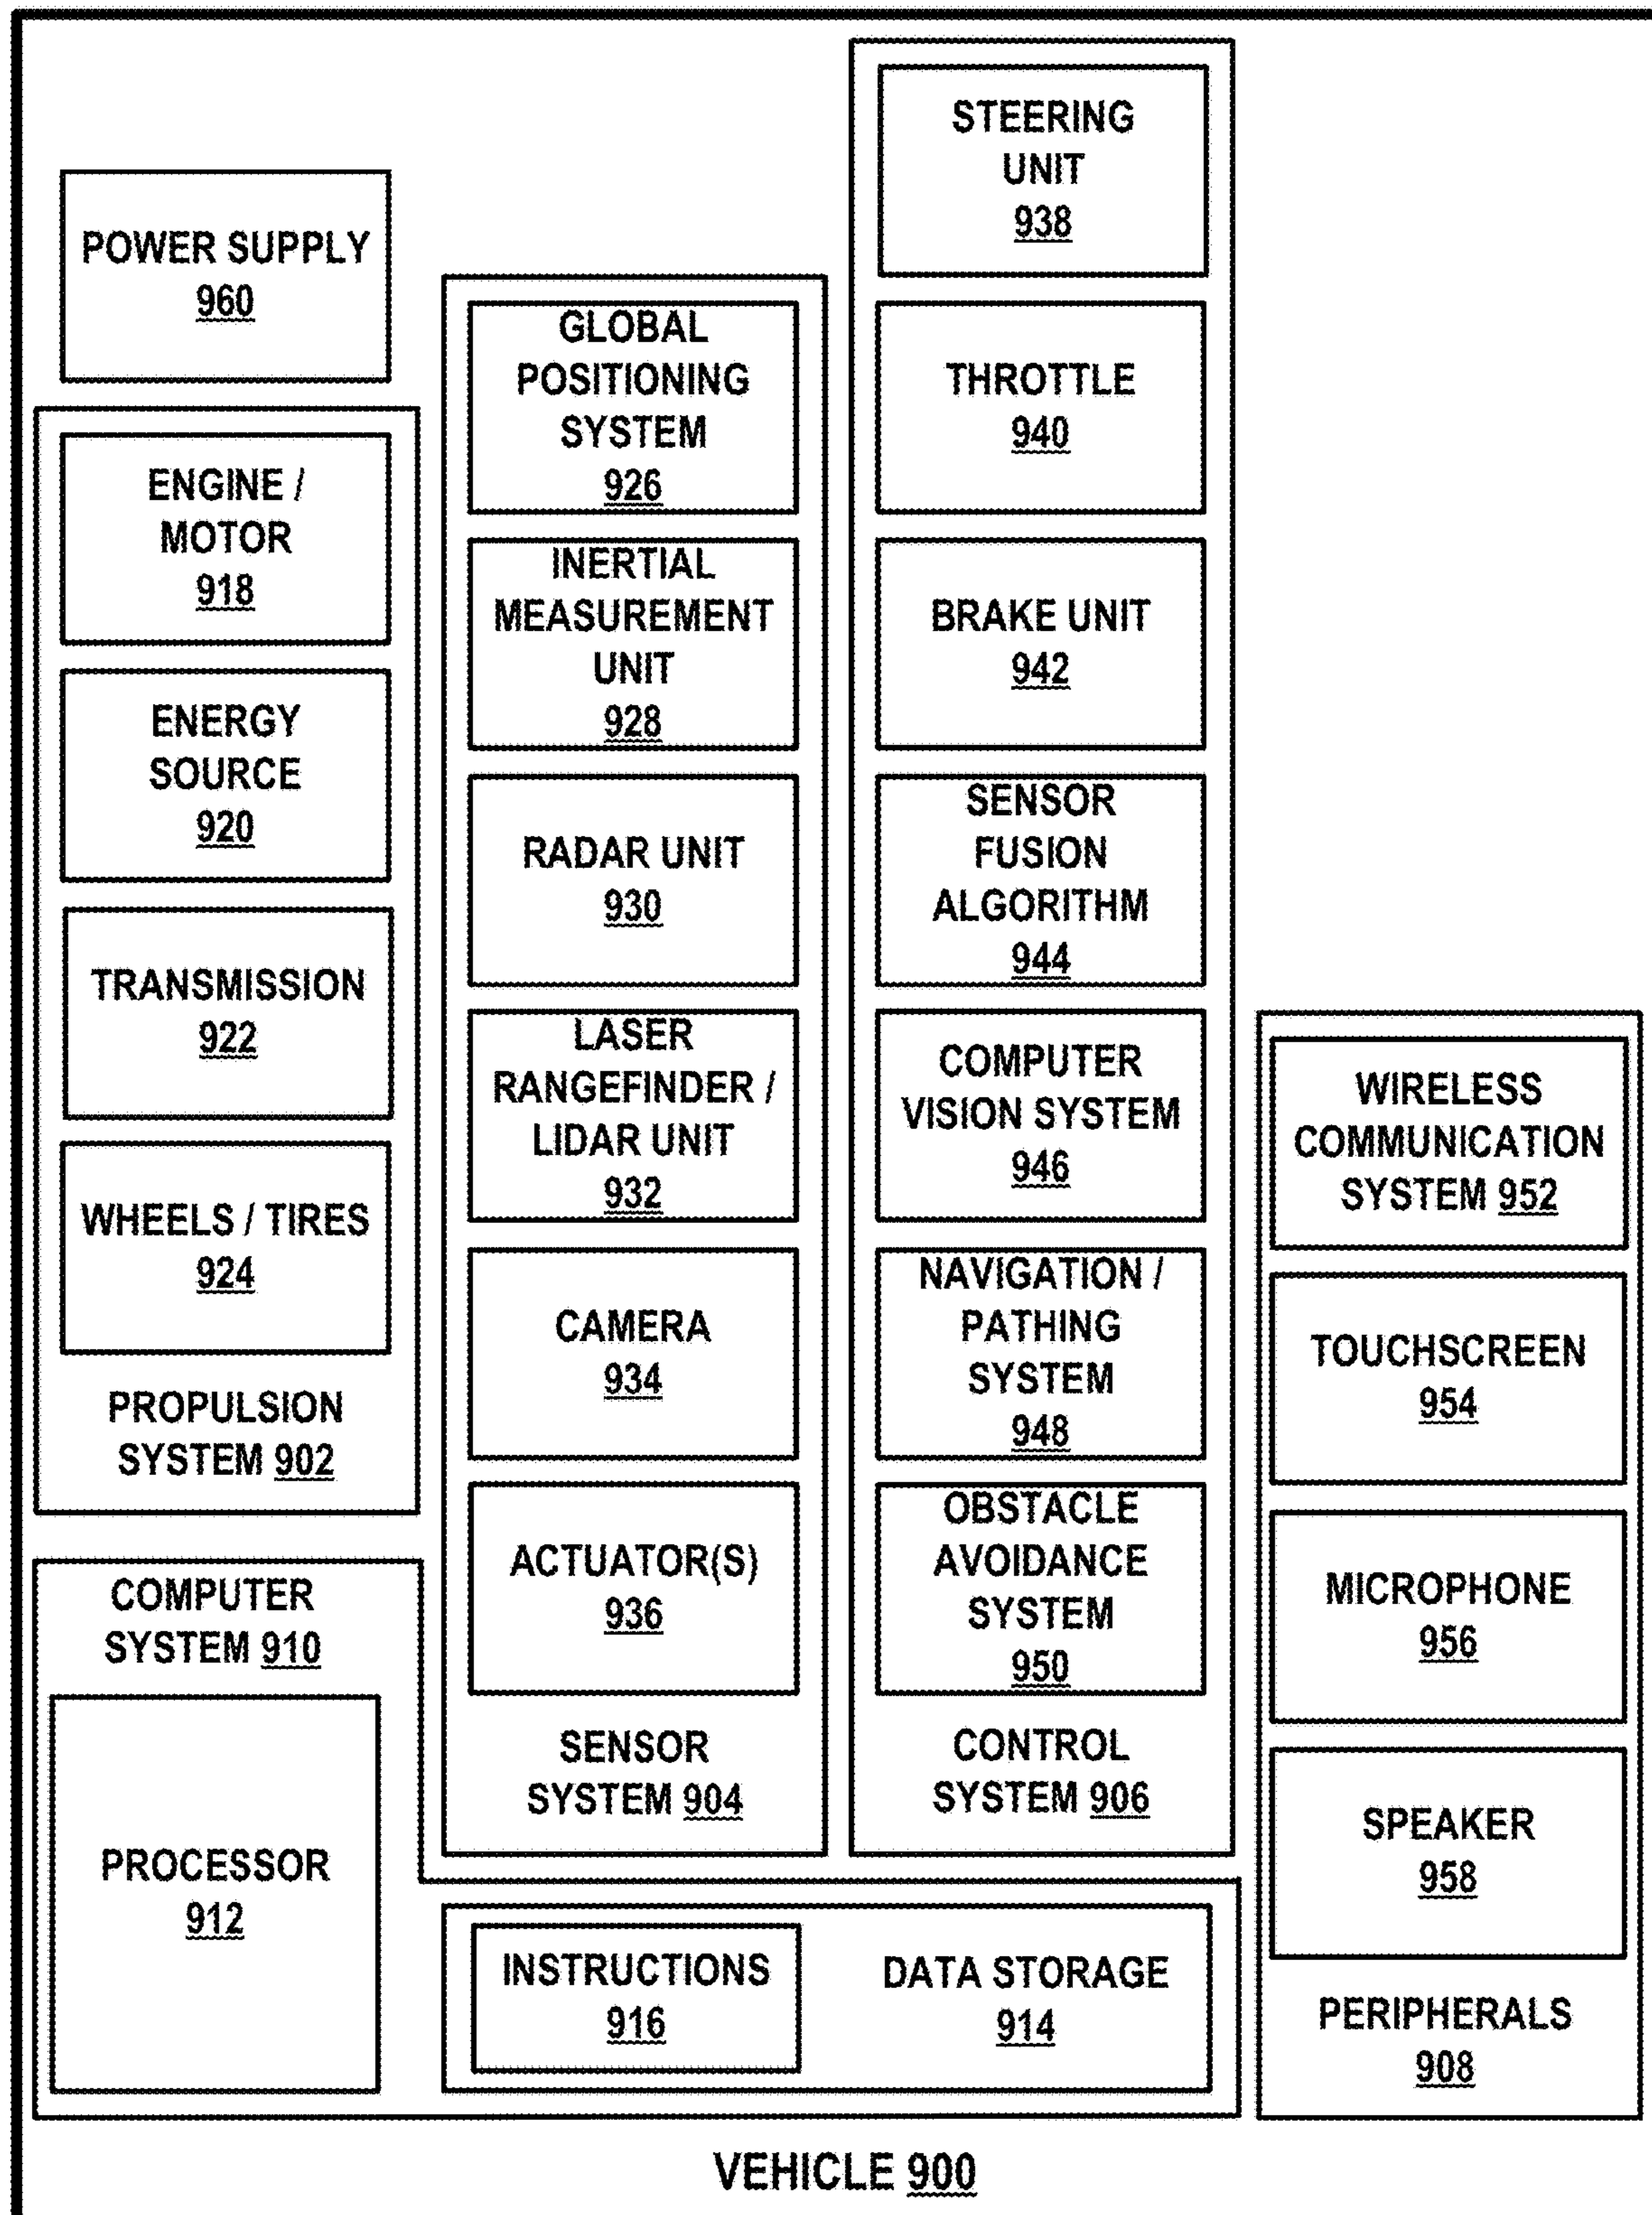 POWER SUPPLY
960
ENGINE /
MOTOR
918
ENERGY
SOURCE
920
TRANSMISSION
922
WHEELS / TIRES
924
PROPULSION
SYSTEM 902
COMPUTER
SYSTEM 910
PROCESSOR
912
GLOBAL
POSITIONING
SYSTEM
926
INERTIAL
MEASUREMENT
UNIT
928
RADAR UNIT
930
LASER
RANGEFINDER /
LIDAR UNIT
932
CAMERA
934
ACTUATOR(S)
936
SENSOR
SYSTEM 904
STEERING
UNIT
938
THROTTLE
940
BRAKE UNIT
942
SENSOR
FUSION
ALGORITHM
944
COMPUTER
VISION SYSTEM
946
NAVIGATION /
PATHING
SYSTEM
948
OBSTACLE
AVOIDANCE
SYSTEM
950
CONTROL
SYSTEM 906
INSTRUCTIONS
916
DATA STORAGE
914
WIRELESS
COMMUNICATION
SYSTEM 952
TOUCHSCREEN
954
MICROPHONE
956
SPEAKER
958
PERIPHERALS
908
VEHICLE 900